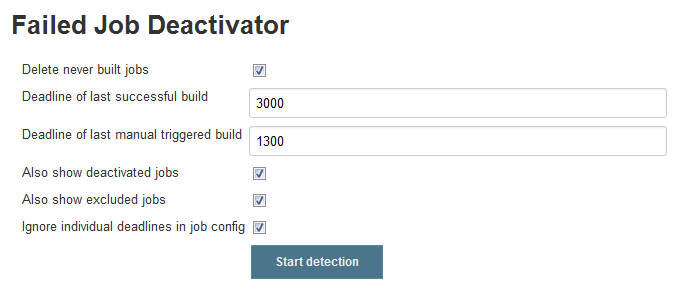 Failed Job Deactivator
Delete never built jobs
Deadline of last successful build 3000
Deadline of last manual triggered build 1300
Also show deactivated jobs
Also show excluded jobs
Ignore individual deadlines in job config
Start detection